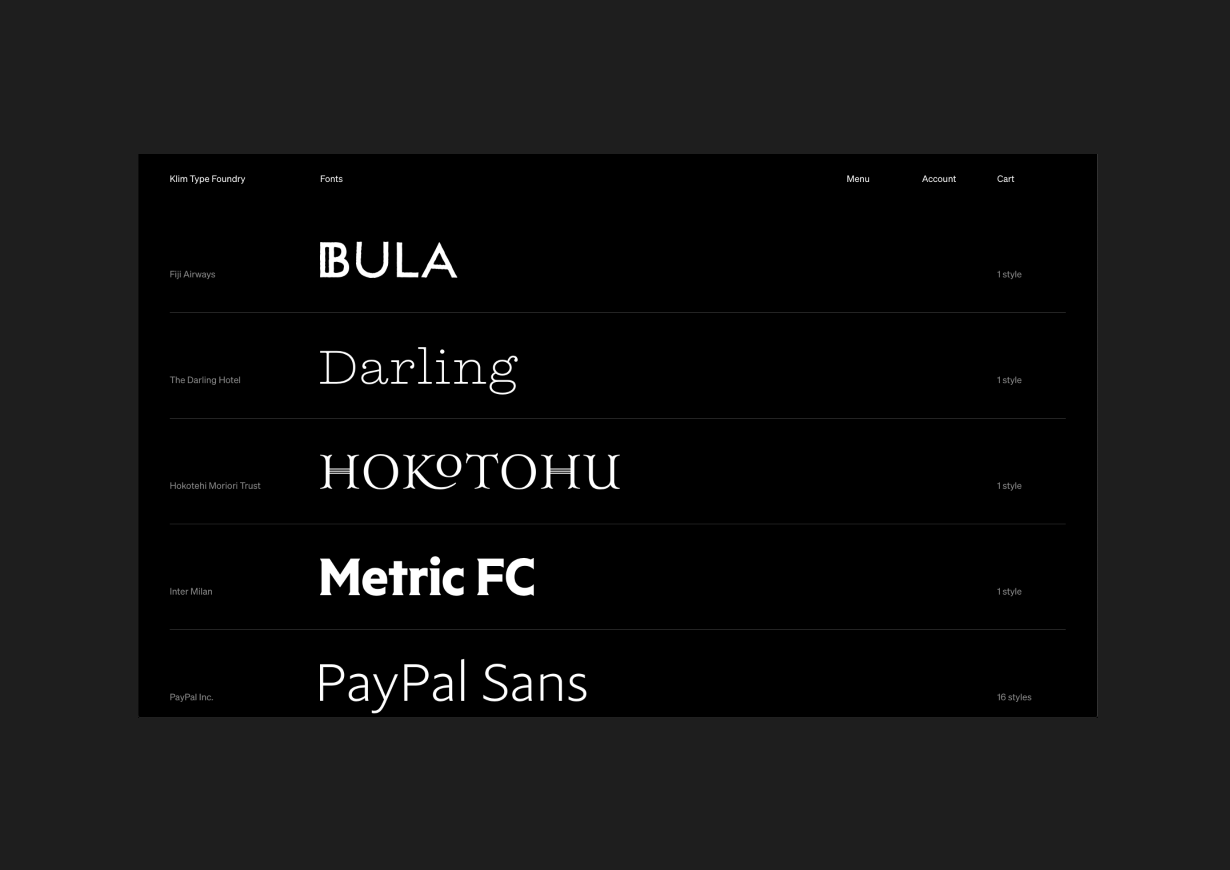 Klim Type Foundry Fonts Menu Account Cart
Fiji Airways BULA 1 style
The Darling Hotel Darling 1 style
Hokotehi Moriori Trust HOKOTOHU 1 style
Inter Milan Metric FC 1 style
PayPal Inc. PayPal Sans 16 styles